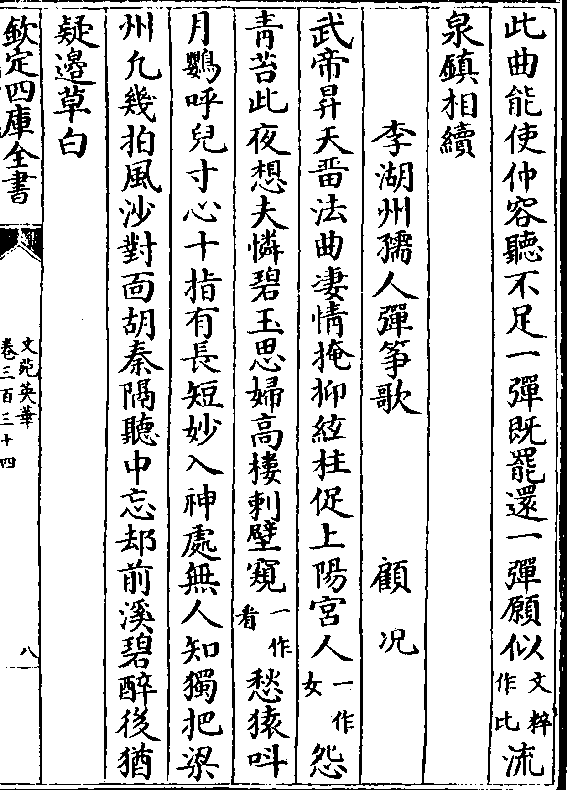 此曲能使仲容聽不足一彈既罷還一彈願似文粹作比流
泉鎮相續
李湖州孺人彈筝歌 顧况
武帝昇天畱法曲淒情掩抑絃柱促上陽宫人一作女怨
青苔此夜想夫憐碧玉思婦高樓刺壁窺一作看愁猿呌
月鸚呼兒寸心十指有長短妙入神處無人知獨把梁
州凢幾拍風沙對面胡秦隔聽中忘却前溪碧醉後猶
疑邉草白
欽定四庫全書
文苑英華
卷三百三十四
八